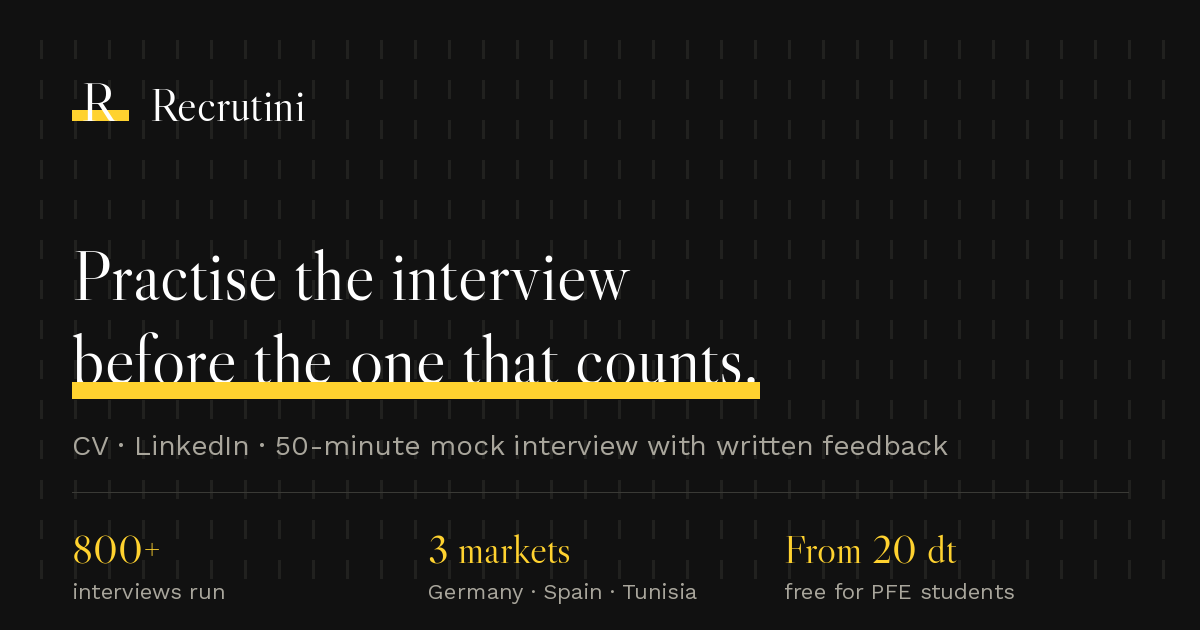 R Recrutini
Practise the interview
before the one that counts.
CV · LinkedIn · 50-minute mock interview with written feedback
800+
interviews run
3 markets
Germany · Spain · Tunisia
From 20 dt
free for PFE students